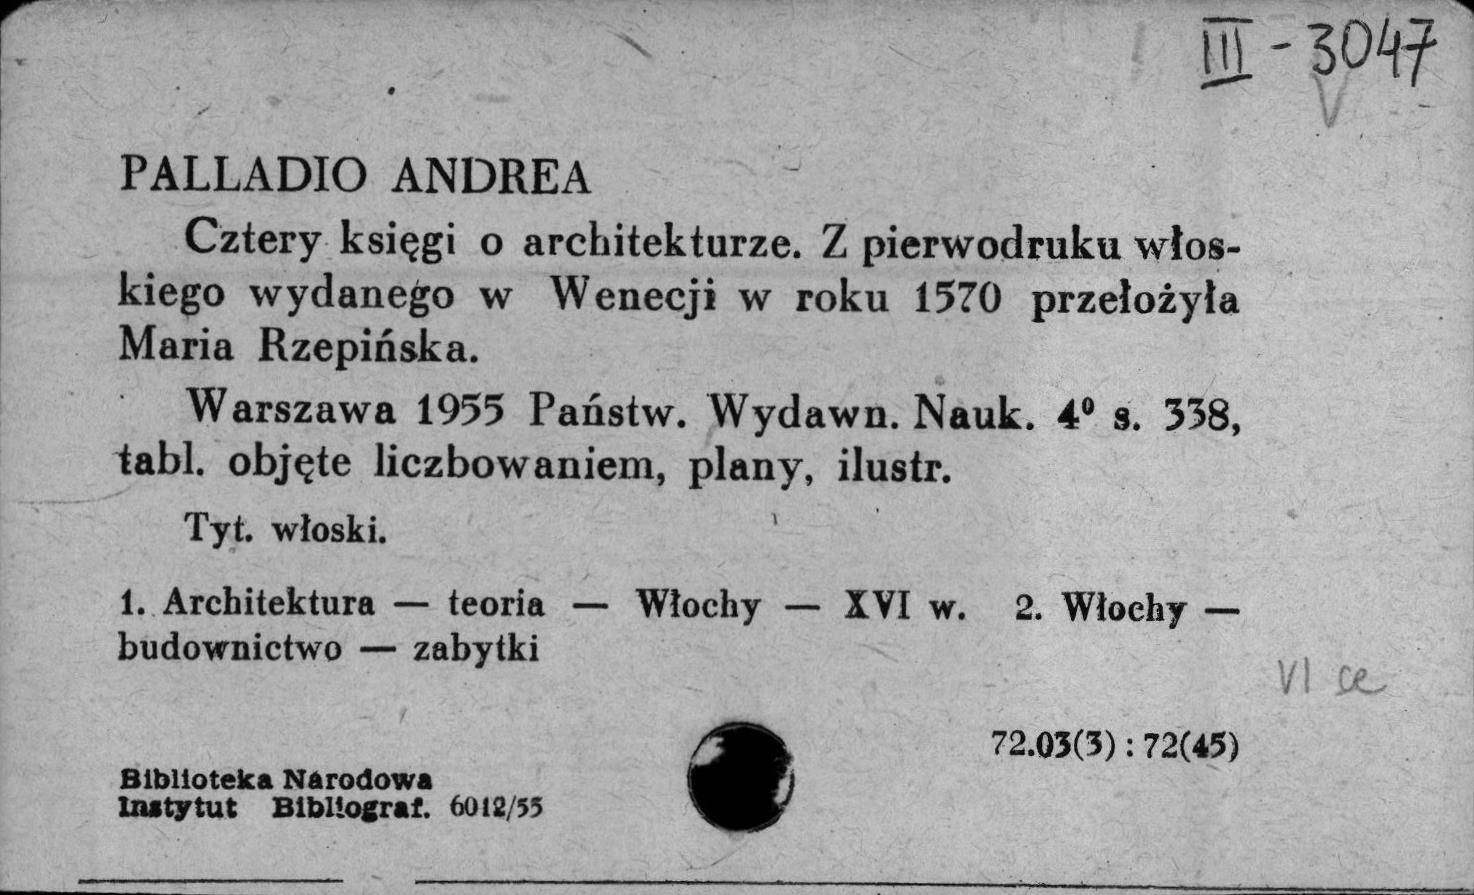 III - 3047
V
PALLADIO ANDREA
Cztery księgi o architekturze. Z pierwodruku włos-
kiego wydanego w Wenecji w roku 1570 przełożyła
Maria Rzepińska.
Warszawa 1955 Państw. Wydawn. Nauk. 4⁰ s. 338,
tabl. objęte liczbowaniem, plany, ilustr.
Tyt. włoski.
1. Architektura — teoria — Włochy — XVI w. 2. Włochy —
budownictwo — zabytki
VI ce
72.03(3) : 72(45)
Biblioteka Narodowa
Instytut Bibliograf. 6012/55